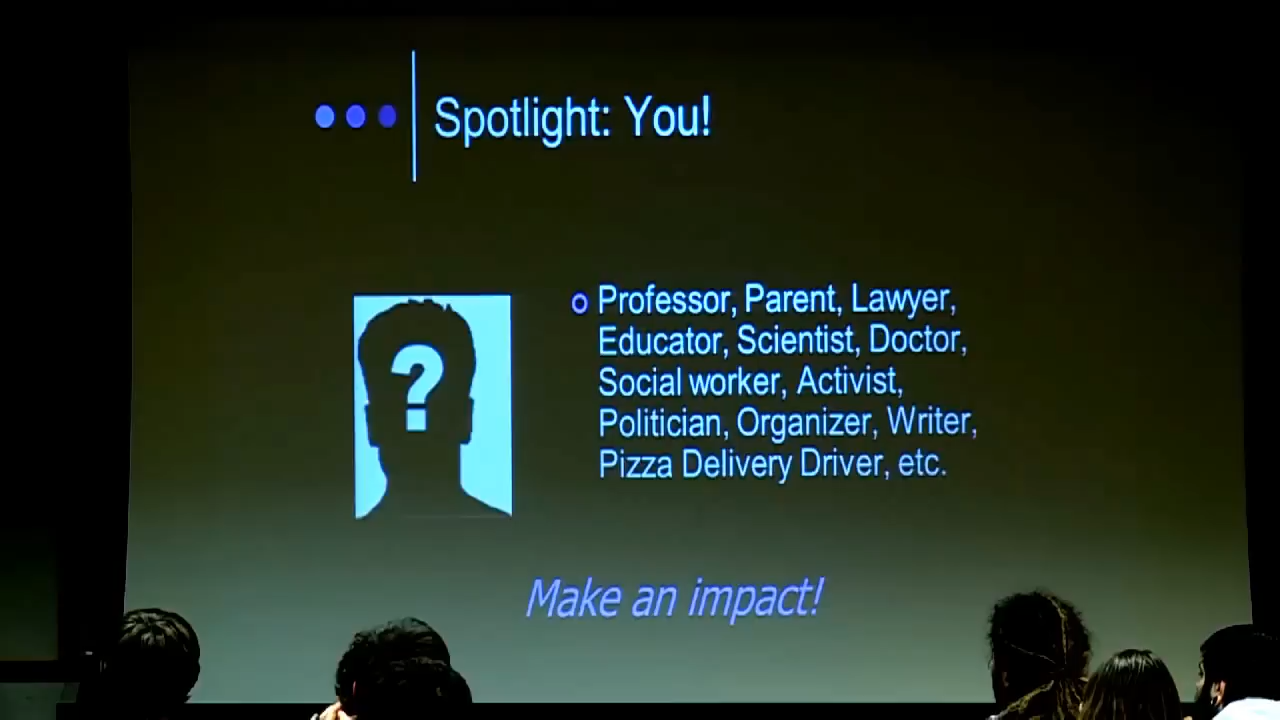 Spotlight: You!
?
Professor, Parent, Lawyer,
Educator, Scientist, Doctor,
Social worker, Activist,
Politician, Organizer, Writer,
Pizza Delivery Driver, etc.
Make an impact!